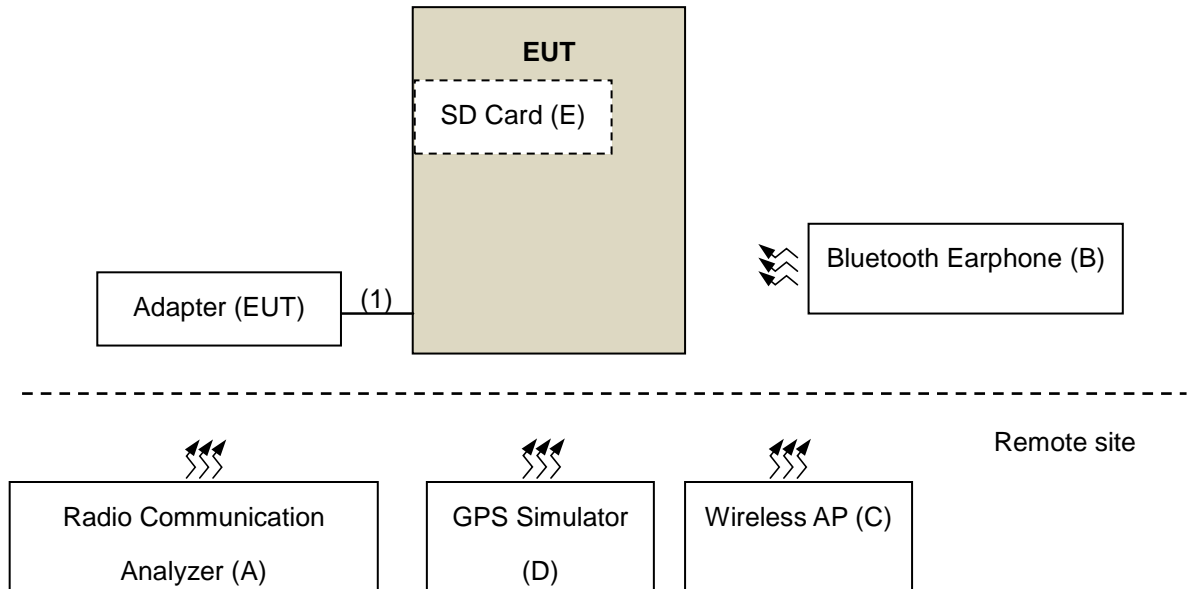 EUT
SD Card (E)
Bluetooth Earphone (B)
Adapter (EUT)
(1)
Remote site
Radio Communication
Analyzer (A)
GPS Simulator
(D)
Wireless AP (C)